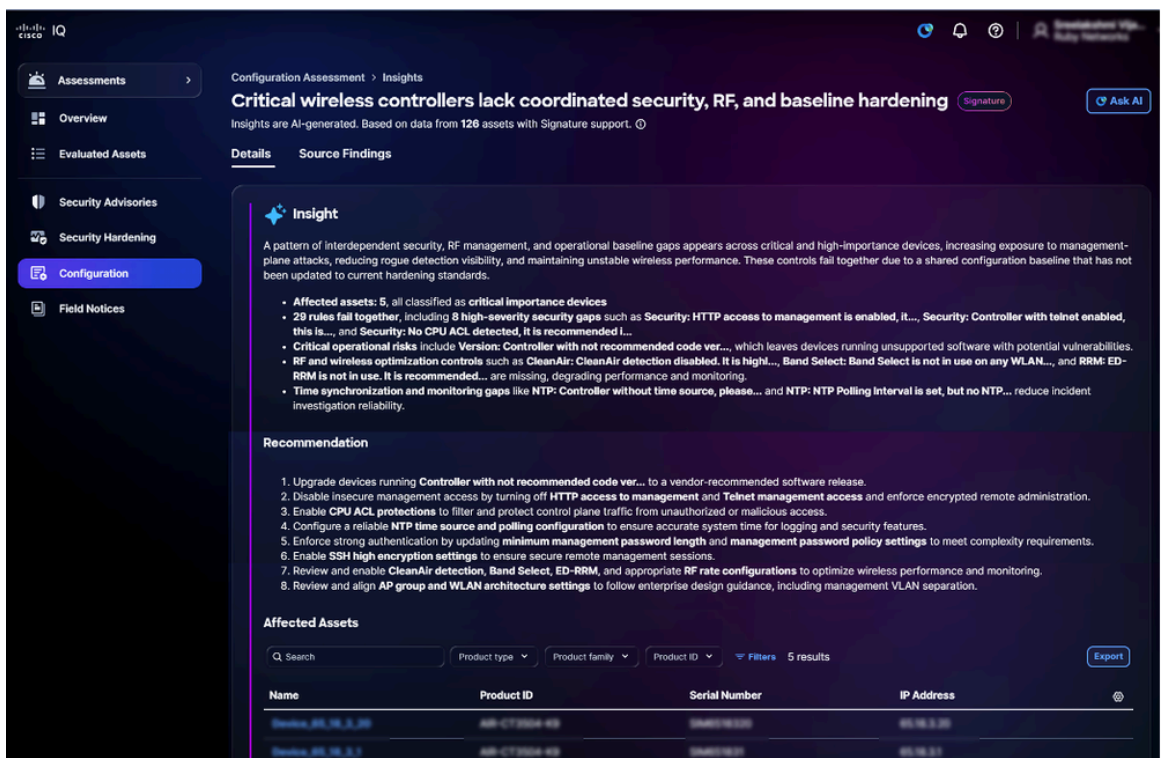 CISCO IQ
Assessments
Overview
Evaluated Assets
Security Advisories
Security Hardening
Configuration
Field Notices
Configuration Assessment > Insights
Critical wireless controllers lack coordinated security, RF, and baseline hardening Signature
Ask AI
Insights are AI-generated. Based on data from 126 assets with Signature support.
Details Source Findings
Insight
A pattern of interdependent security, RF management, and operational baseline gaps appears across critical and high-importance devices, increasing exposure to management-
plane attacks, reducing rogue detection visibility, and maintaining unstable wireless performance. These controls fail together due to a shared configuration baseline that has not
been updated to current hardening standards.
• Affected assets: 5, all classified as critical importance devices
• 29 rules fail together, including 8 high-severity security gaps such as Security: HTTP access to management is enabled, it..., Security: Controller with telnet enabled,
this is..., and Security: No CPU ACL detected, it is recommended i...
• Critical operational risks include Version: Controller with not recommended code ver..., which leaves devices running unsupported software with potential vulnerabilities.
• RF and wireless optimization controls such as CleanAir: CleanAir detection disabled. It is highl..., Band Select: Band Select is not in use on any WLAN..., and RRM: ED-
RRM is not in use. It is recommended... are missing, degrading performance and monitoring.
• Time synchronization and monitoring gaps like NTP: Controller without time source, please... and NTP: NTP Polling Interval is set, but no NTP... reduce incident
investigation reliability.
Recommendation
1. Upgrade devices running Controller with not recommended code ver... to a vendor-recommended software release.
2. Disable insecure management access by turning off HTTP access to management and Telnet management access and enforce encrypted remote administration.
3. Enable CPU ACL protections to filter and protect control plane traffic from unauthorized or malicious access.
4. Configure a reliable NTP time source and polling configuration to ensure accurate system time for logging and security features.
5. Enforce strong authentication by updating minimum management password length and management password policy settings to meet complexity requirements.
6. Enable SSH high encryption settings to ensure secure remote management sessions.
7. Review and enable CleanAir detection, Band Select, ED-RRM, and appropriate RF rate configurations to optimize wireless performance and monitoring.
8. Review and align AP group and WLAN architecture settings to follow enterprise design guidance, including management VLAN separation.
Affected Assets
Search Product type Product family Product ID Filters 5 results Export
Name Product ID Serial Number IP Address